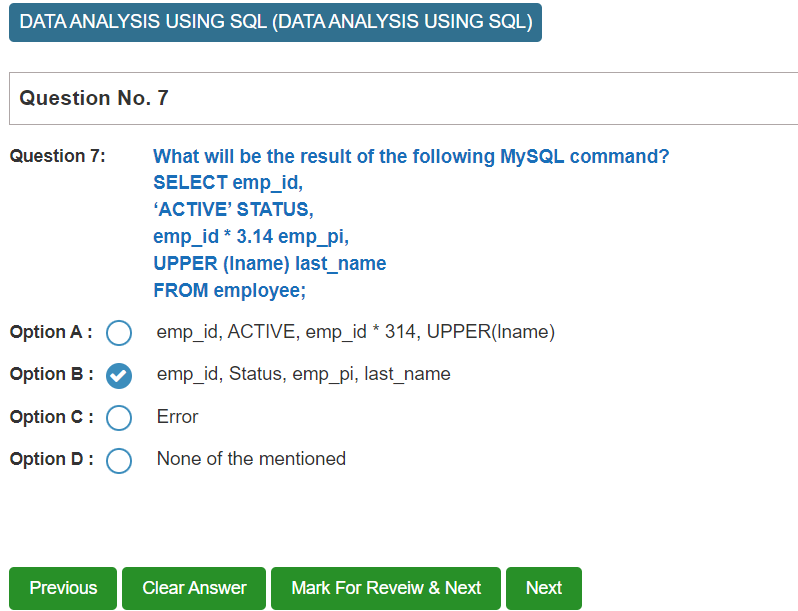 DATA ANALYSIS USING SQL (DATA ANALYSIS USING SQL)
Question No. 7
Question 7: What will be the result of the following MySQL command?
SELECT emp_id,
‘ACTIVE’ STATUS,
emp_id * 3.14 emp_pi,
UPPER (lname) last_name
FROM employee;
Option A : emp_id, ACTIVE, emp_id * 314, UPPER(lname)
Option B : emp_id, Status, emp_pi, last_name
Option C : Error
Option D : None of the mentioned
Previous Clear Answer Mark For Reveiw & Next Next